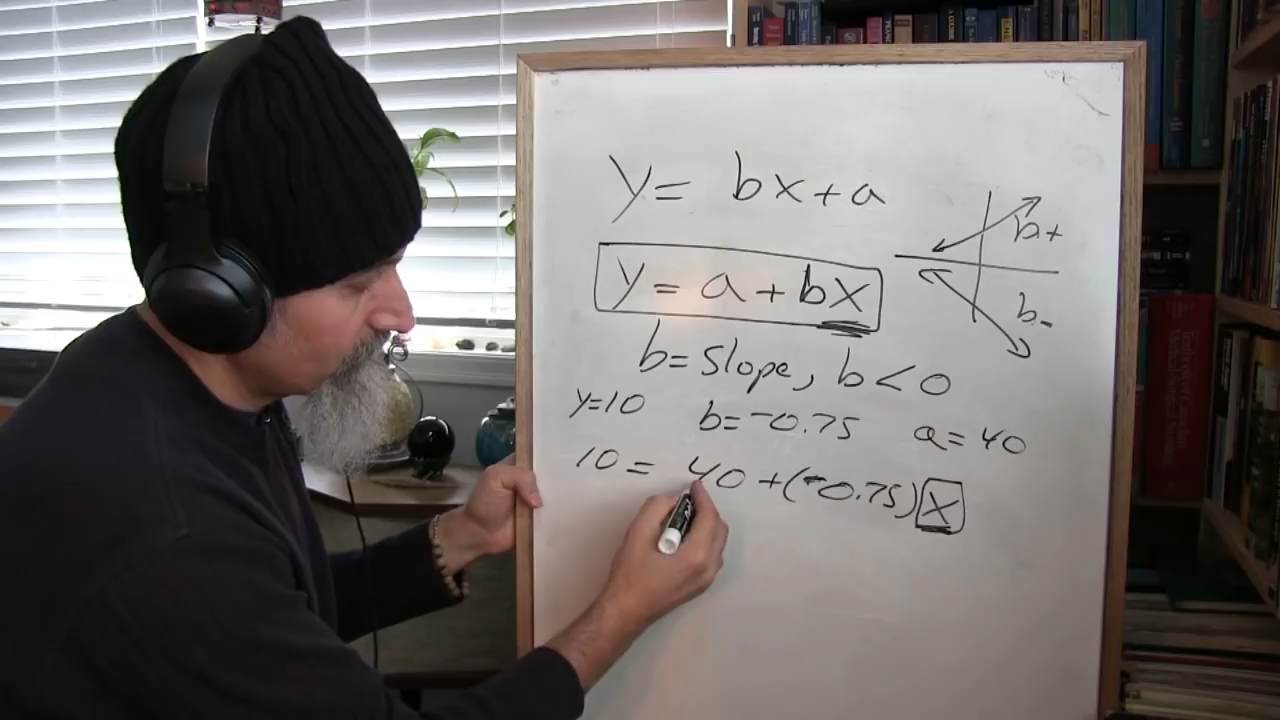 y = bx + a
b+
y = a + bx
b-
b = Slope, b < 0
y=10 b=-0.75 a=40
10 = 40 + (-0.75)x